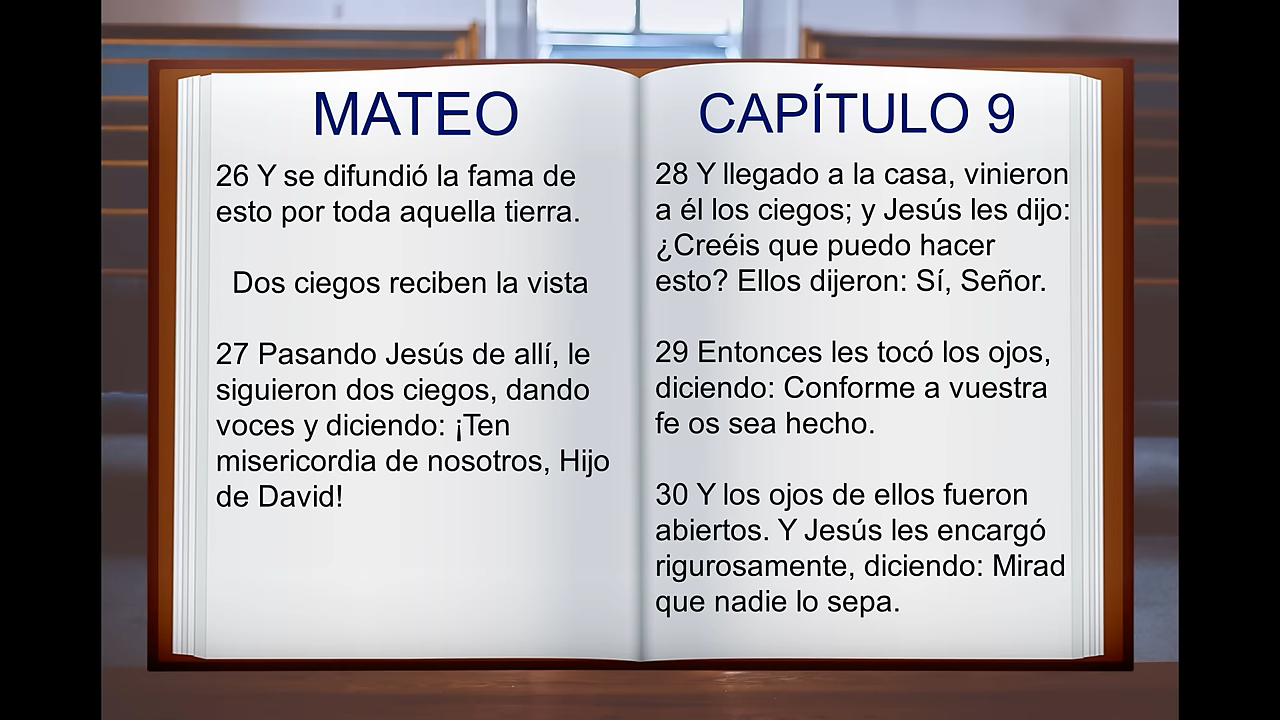 MATEO
26 Y se difundió la fama de
esto por toda aquella tierra.
Dos ciegos reciben la vista
27 Pasando Jesús de allí, le
siguieron dos ciegos, dando
voces y diciendo: ¡Ten
misericordia de nosotros, Hijo
de David!
CAPÍTULO 9
28 Y llegado a la casa, vinieron
a él los ciegos; y Jesús les dijo:
¿Creéis que puedo hacer
esto? Ellos dijeron: Sí, Señor.
29 Entonces les tocó los ojos,
diciendo: Conforme a vuestra
fe os sea hecho.
30 Y los ojos de ellos fueron
abiertos. Y Jesús les encargó
rigurosamente, diciendo: Mirad
que nadie lo sepa.